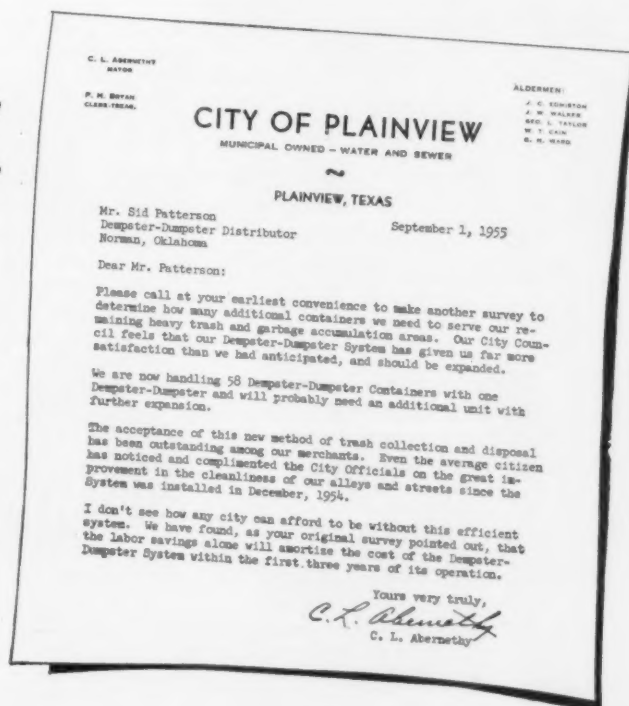 C. L. ABERNETHY
MAYOR
P. H. BRYAN
CLERK-TREAS.
ALDERMEN:
J. C. EDMISTON
J. W. WALKER
GEO. L. TAYLOR
W. T. CAIN
WARD
CITY OF PLAINVIEW
MUNICIPAL OWNED – WATER AND SEWER
PLAINVIEW, TEXAS
Mr. Sid Patterson
Dempster-Dumpster Distributor
Norman, Oklahoma
September 1, 1955
Dear Mr. Patterson:
Please call at your earliest convenience to make another survey to
determine how many additional containers we need to serve our re-
maining heavy trash and garbage accumulation areas. Our City Coun-
cil feels that our Dempster-Dumpster System has given us far more
satisfaction than we had anticipated, and should be expanded.
We are now handling 58 Dempster-Dumpster Containers with one
Dempster-Dumpster and will probably need an additional unit with
further expansion.
The acceptance of this new method of trash collection and disposal
has been outstanding among our merchants. Even the average citizen
has noticed and complimented the City Officials on the great im-
provement in the cleanliness of our alleys and streets since the
System was installed in December, 1954.
I don't see how any city can afford to be without this efficient
system. We have found, as your original survey pointed out, that
the labor savings alone will amortize the cost of the Dempster-
Dumpster System within the first three years of its operation.
Yours very truly,
C. L. Abernethy
C. L. Abernethy